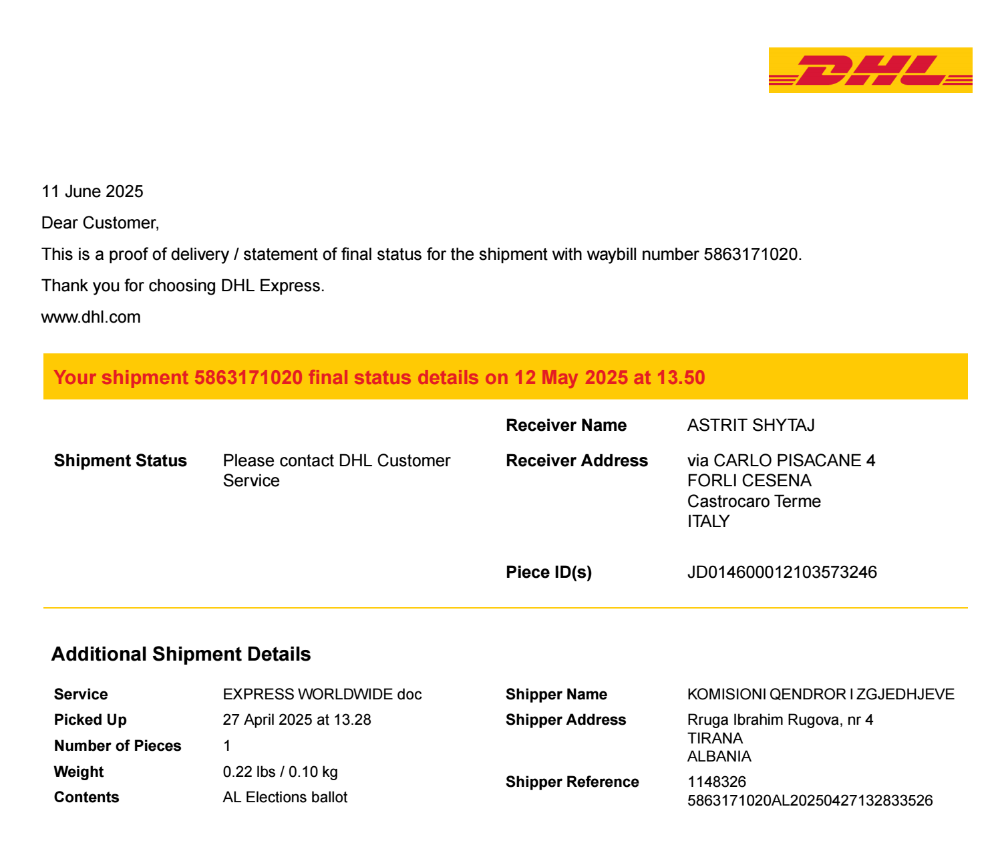 DHL
11 June 2025
Dear Customer,
This is a proof of delivery / statement of final status for the shipment with waybill number 5863171020.
Thank you for choosing DHL Express.
www.dhl.com
Your shipment 5863171020 final status details on 12 May 2025 at 13.50
Receiver Name ASTRIT SHYTAJ
Shipment Status Please contact DHL Customer
Service
Receiver Address via CARLO PISACANE 4
FORLI CESENA
Castrocaro Terme
ITALY
Piece ID(s) JD014600012103573246
Additional Shipment Details
Service EXPRESS WORLDWIDE doc
Picked Up 27 April 2025 at 13.28
Number of Pieces 1
Weight 0.22 lbs / 0.10 kg
Contents AL Elections ballot
Shipper Name KOMISIONI QENDROR I ZGJEDHJEVE
Shipper Address Rruga Ibrahim Rugova, nr 4
TIRANA
ALBANIA
Shipper Reference 1148326
5863171020AL20250427132833526